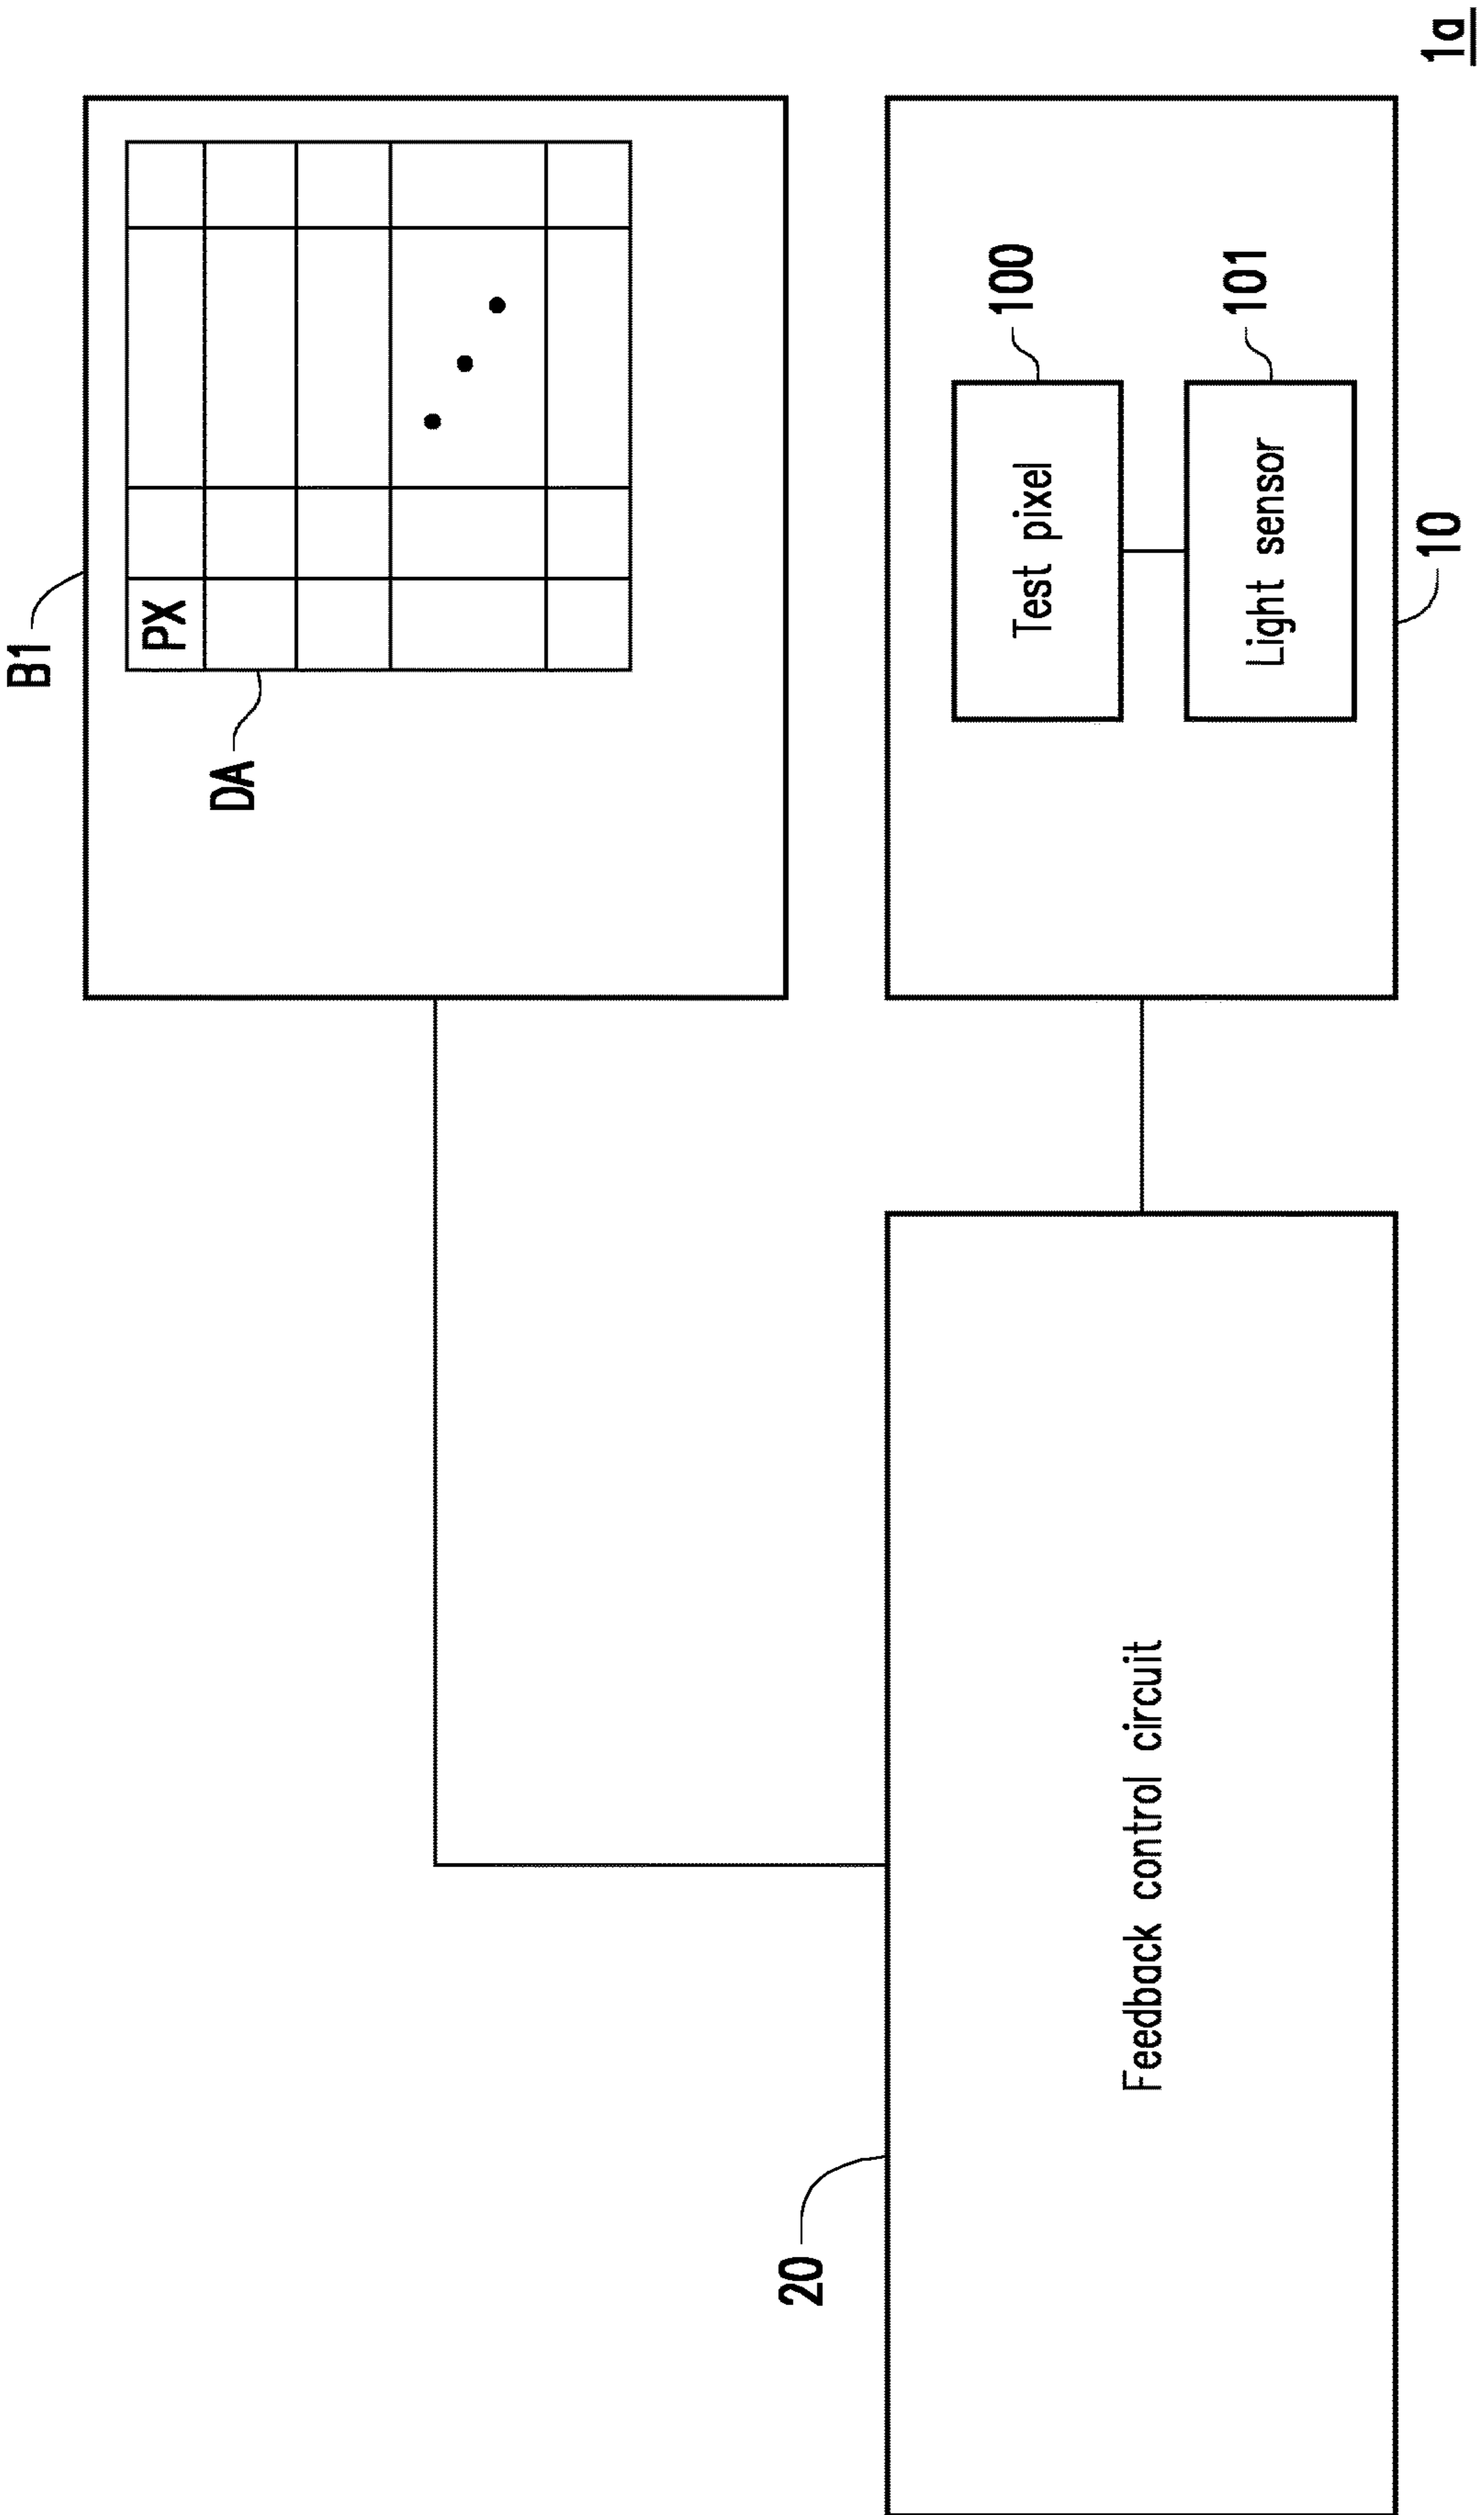 B1
PX
DA
Test pixel
100
Light sensor
101
10
20
Feedback control circuit
1a